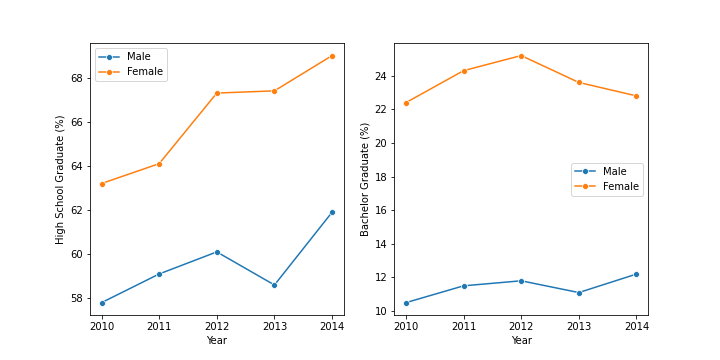 Male
Female
High School Graduate (%)
68
66
64
62
60
58
2010 2011 2012 2013 2014
Year
Bachelor Graduate (%)
24
22
20
18
16
14
12
10
Male
Female
2010 2011 2012 2013 2014
Year